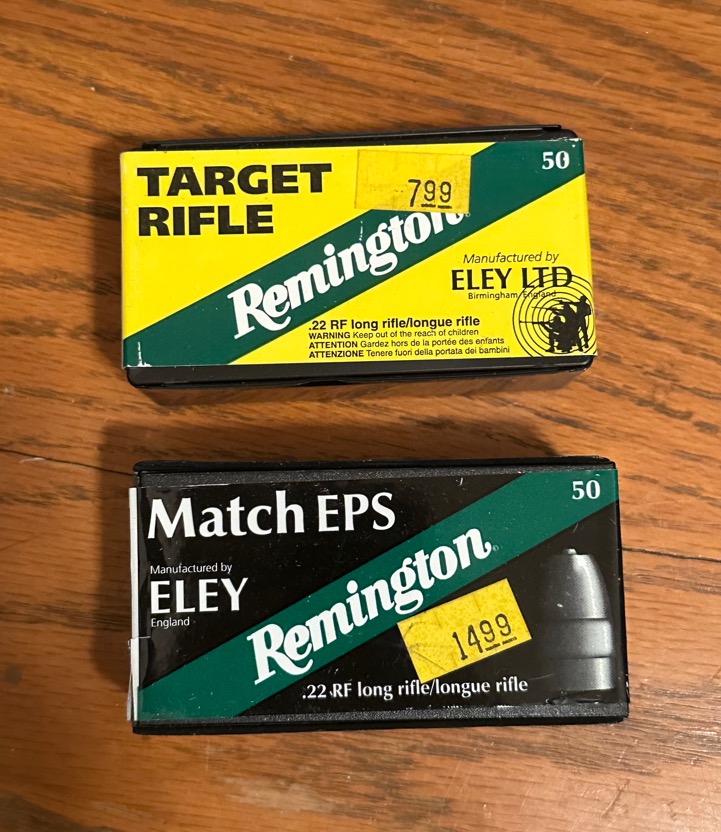 TARGET
RIFLE
799
50
Remington
Manufactured by
ELEY LTD
Birmingham England
.22 RF long rifle/longue rifle
WARNING Keep out of the reach of children
ATTENTION Gardez hors de la portée des enfants
ATTENZIONE Tenere fuori della portata dei bambini
Match EPS
50
Manufactured by
ELEY
England
Remington
1499
.22 RF long rifle/longue rifle